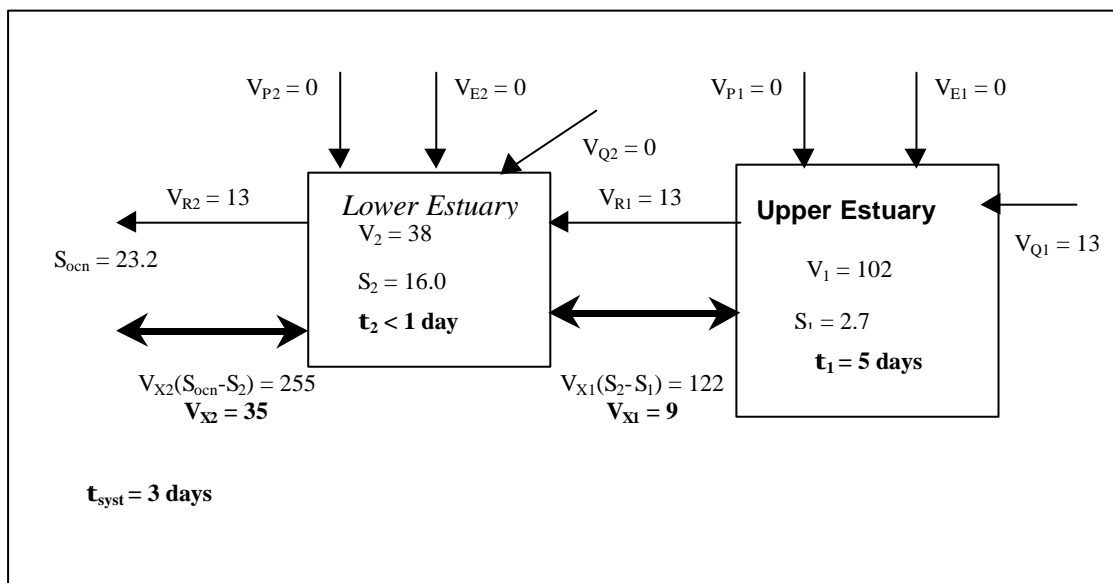 V_P2 = 0
V_E2 = 0
V_P1 = 0
V_E1 = 0
V_Q2 = 0
V_R2 = 13
Lower Estuary
V_R1 = 13
Upper Estuary
V_2 = 38
V_Q1 = 13
S_ocn = 23.2
V_1 = 102
S_2 = 16.0
S_1 = 2.7
t_2 < 1 day
t_1 = 5 days
V_X2(S_ocn-S_2) = 255
V_X2 = 35
V_X1(S_2-S_1) = 122
V_X1 = 9
t_syst = 3 days